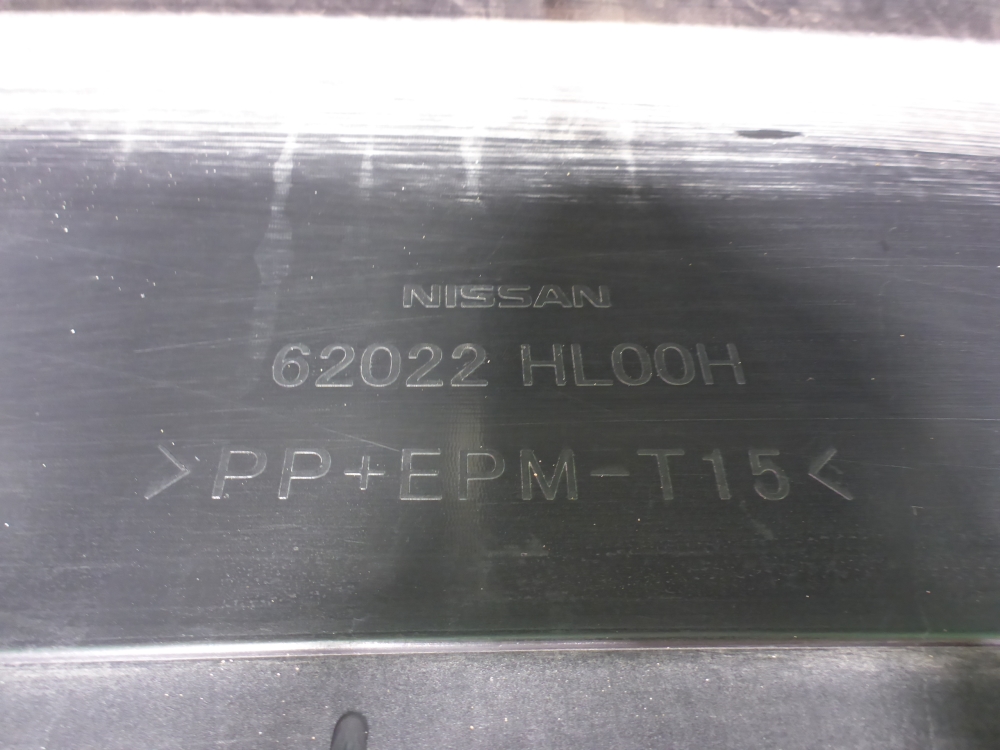 NISSAN
62022 HL00H
>PP+EPM-T15<